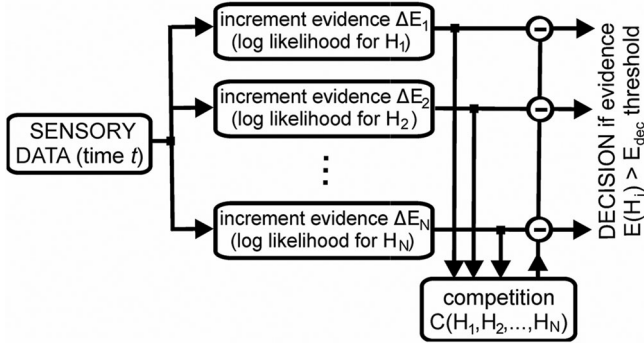 increment evidence ΔE1
(log likelihood for H1)
increment evidence ΔE2
(log likelihood for H2)
SENSORY
DATA (time t)
⋮
increment evidence ΔEN
(log likelihood for HN)
−
−
−
competition
C(H1,H2,...,HN)
DECISION if evidence
E(Hi) > Edec threshold